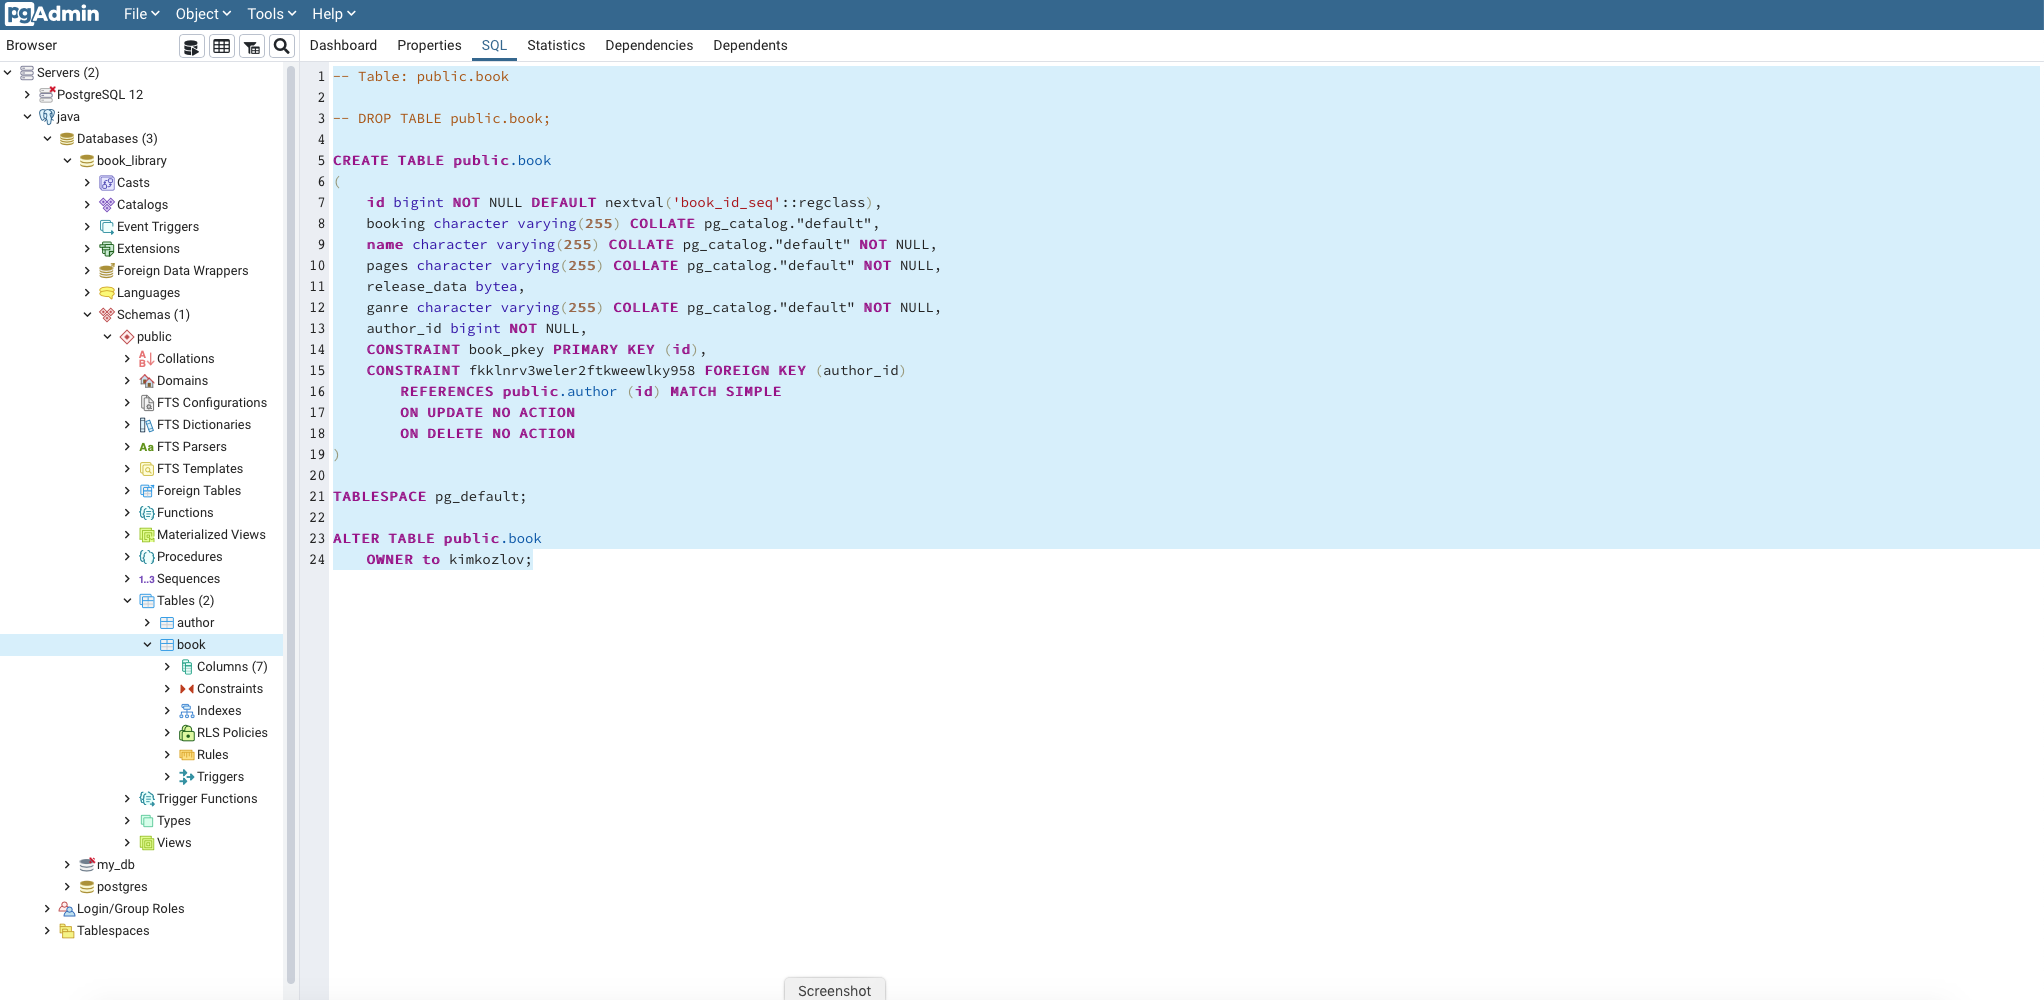 pgAdmin File Object Tools Help
Browser
Dashboard Properties SQL Statistics Dependencies Dependents
Servers (2)
PostgreSQL 12
java
Databases (3)
book_library
Casts
Catalogs
Event Triggers
Extensions
Foreign Data Wrappers
Languages
Schemas (1)
public
Collations
Domains
FTS Configurations
FTS Dictionaries
Aa FTS Parsers
FTS Templates
Foreign Tables
Functions
Materialized Views
Procedures
1..3 Sequences
Tables (2)
author
book
Columns (7)
Constraints
Indexes
RLS Policies
Rules
Triggers
Trigger Functions
Types
Views
my_db
postgres
Login/Group Roles
Tablespaces
1 -- Table: public.book
2
3 -- DROP TABLE public.book;
4
5 CREATE TABLE public.book
6 (
7     id bigint NOT NULL DEFAULT nextval('book_id_seq'::regclass),
8     booking character varying(255) COLLATE pg_catalog."default",
9     name character varying(255) COLLATE pg_catalog."default" NOT NULL,
10     pages character varying(255) COLLATE pg_catalog."default" NOT NULL,
11     release_data bytea,
12     ganre character varying(255) COLLATE pg_catalog."default" NOT NULL,
13     author_id bigint NOT NULL,
14     CONSTRAINT book_pkey PRIMARY KEY (id),
15     CONSTRAINT fkklnrv3weler2ftkweewlky958 FOREIGN KEY (author_id)
16         REFERENCES public.author (id) MATCH SIMPLE
17         ON UPDATE NO ACTION
18         ON DELETE NO ACTION
19 )
20
21 TABLESPACE pg_default;
22
23 ALTER TABLE public.book
24     OWNER to kimkozlov;
Screenshot